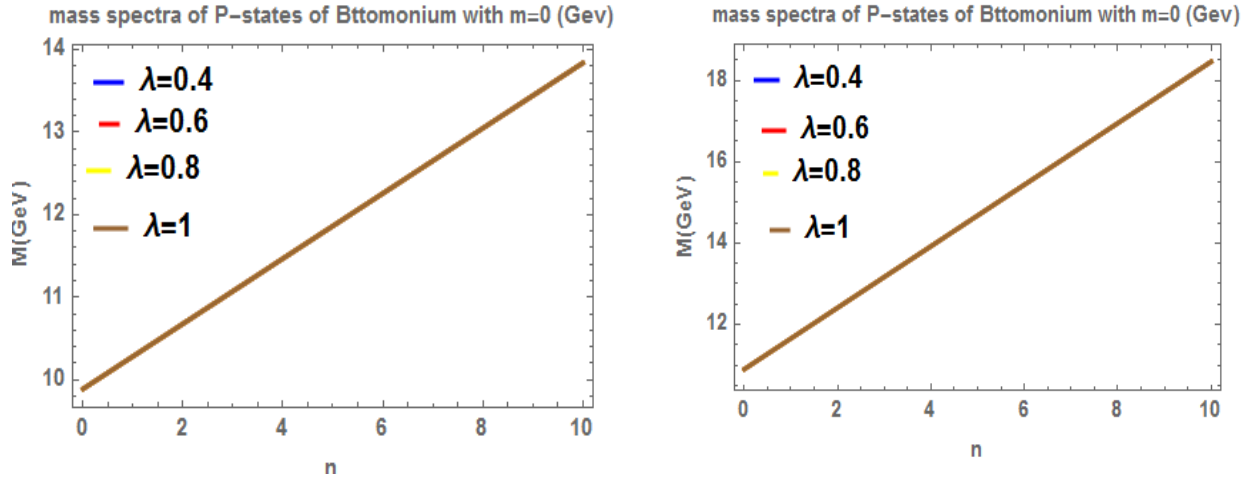 mass spectra of P-states of Bttomonium with m=0 (Gev)
14
13
12
11
10
M(GeV)
λ=0.4
λ=0.6
λ=0.8
λ=1
0 2 4 6 8 10
n
mass spectra of P-states of Bttomonium with m=0 (Gev)
18
16
14
12
M(GeV)
λ=0.4
λ=0.6
λ=0.8
λ=1
0 2 4 6 8 10
n